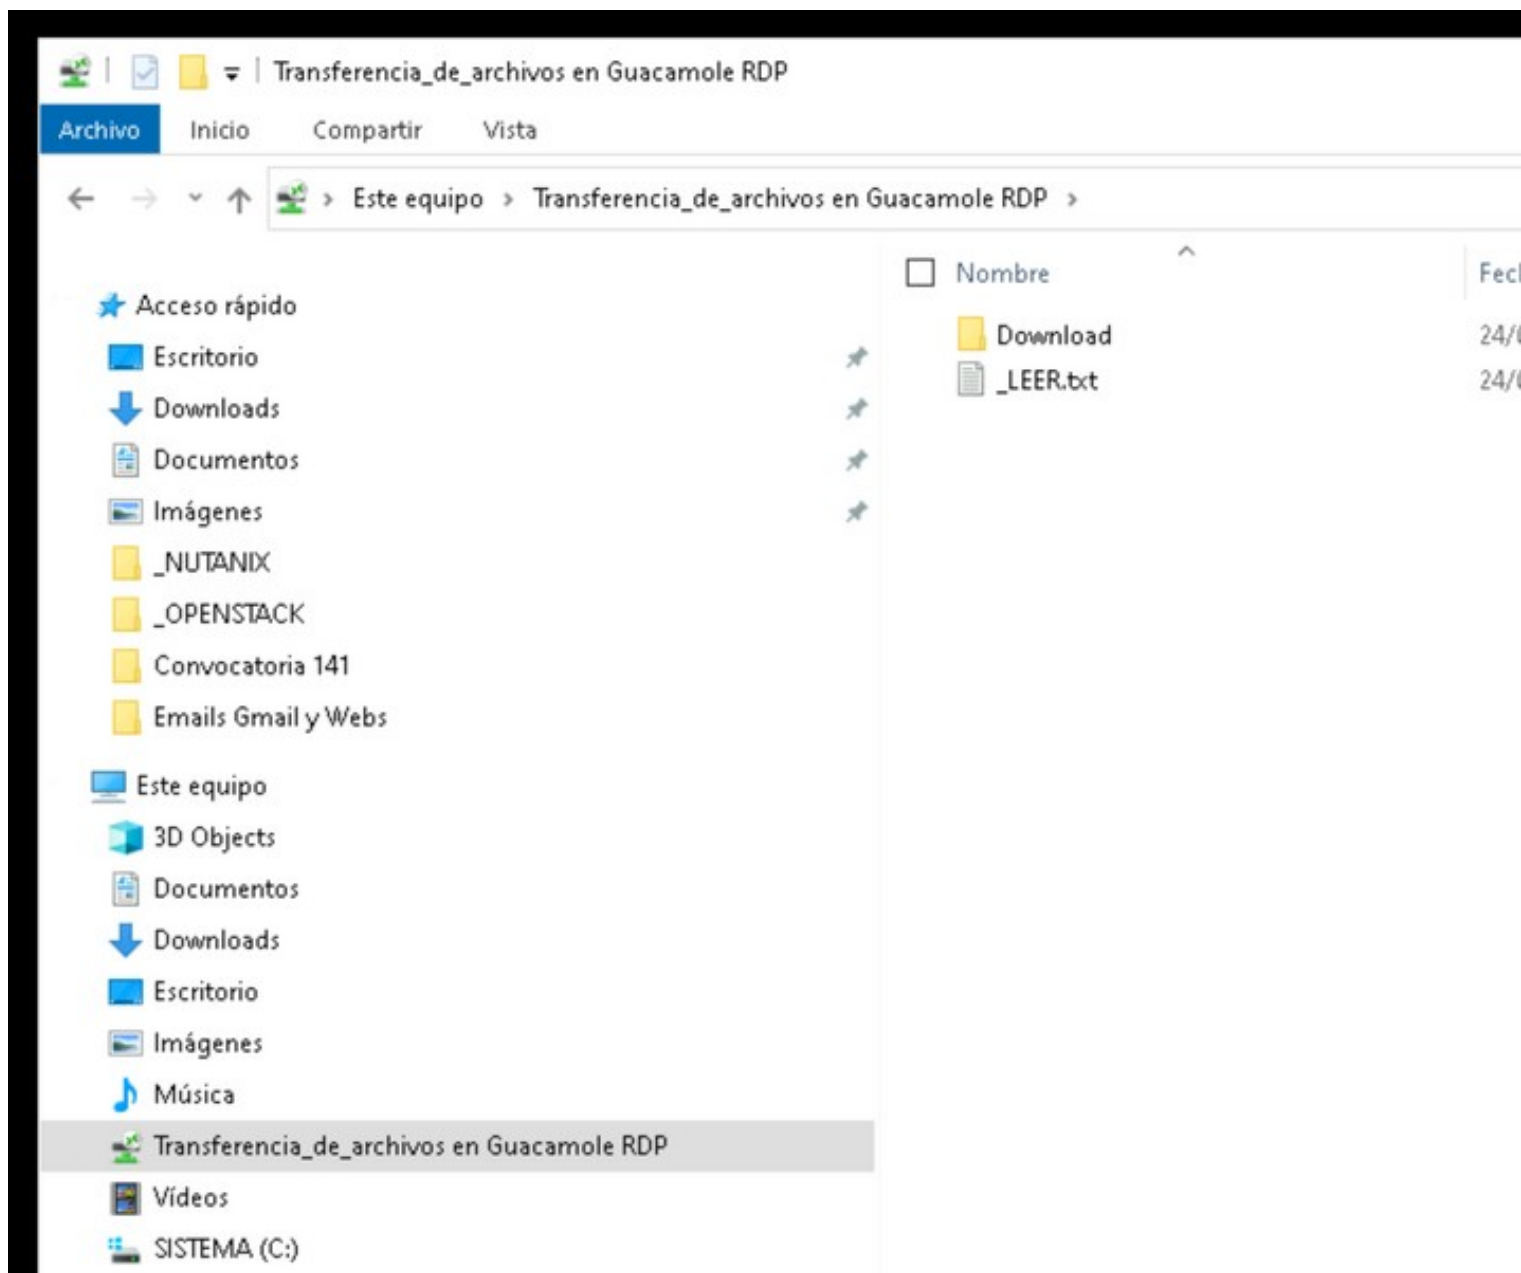 Transferencia_de_archivos en Guacamole RDP
Archivo Inicio Compartir Vista
Este equipo > Transferencia_de_archivos en Guacamole RDP >
Nombre
Acceso rápido
Escritorio
Downloads
Documentos
Imágenes
_NUTANIX
_OPENSTACK
Convocatoria 141
Emails Gmail y Webs
Este equipo
3D Objects
Documentos
Downloads
Escritorio
Imágenes
Música
Transferencia_de_archivos en Guacamole RDP
Vídeos
SISTEMA (C:)
Download
_LEER.txt